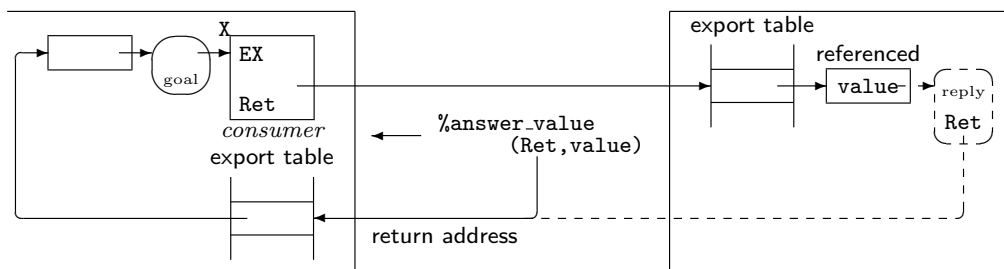 X
EX
goal
Ret
consumer
export table
%answer_value
(Ret,value)
return address
export table
referenced
value
reply
Ret